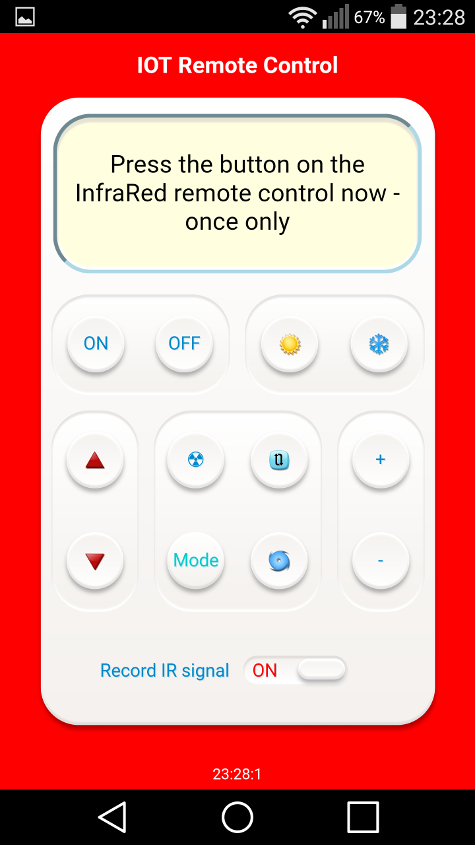 67% 23:28
IOT Remote Control
Press the button on the
InfraRed remote control now -
once only
ON OFF
+
Mode -
Record IR signal ON
23:28:1